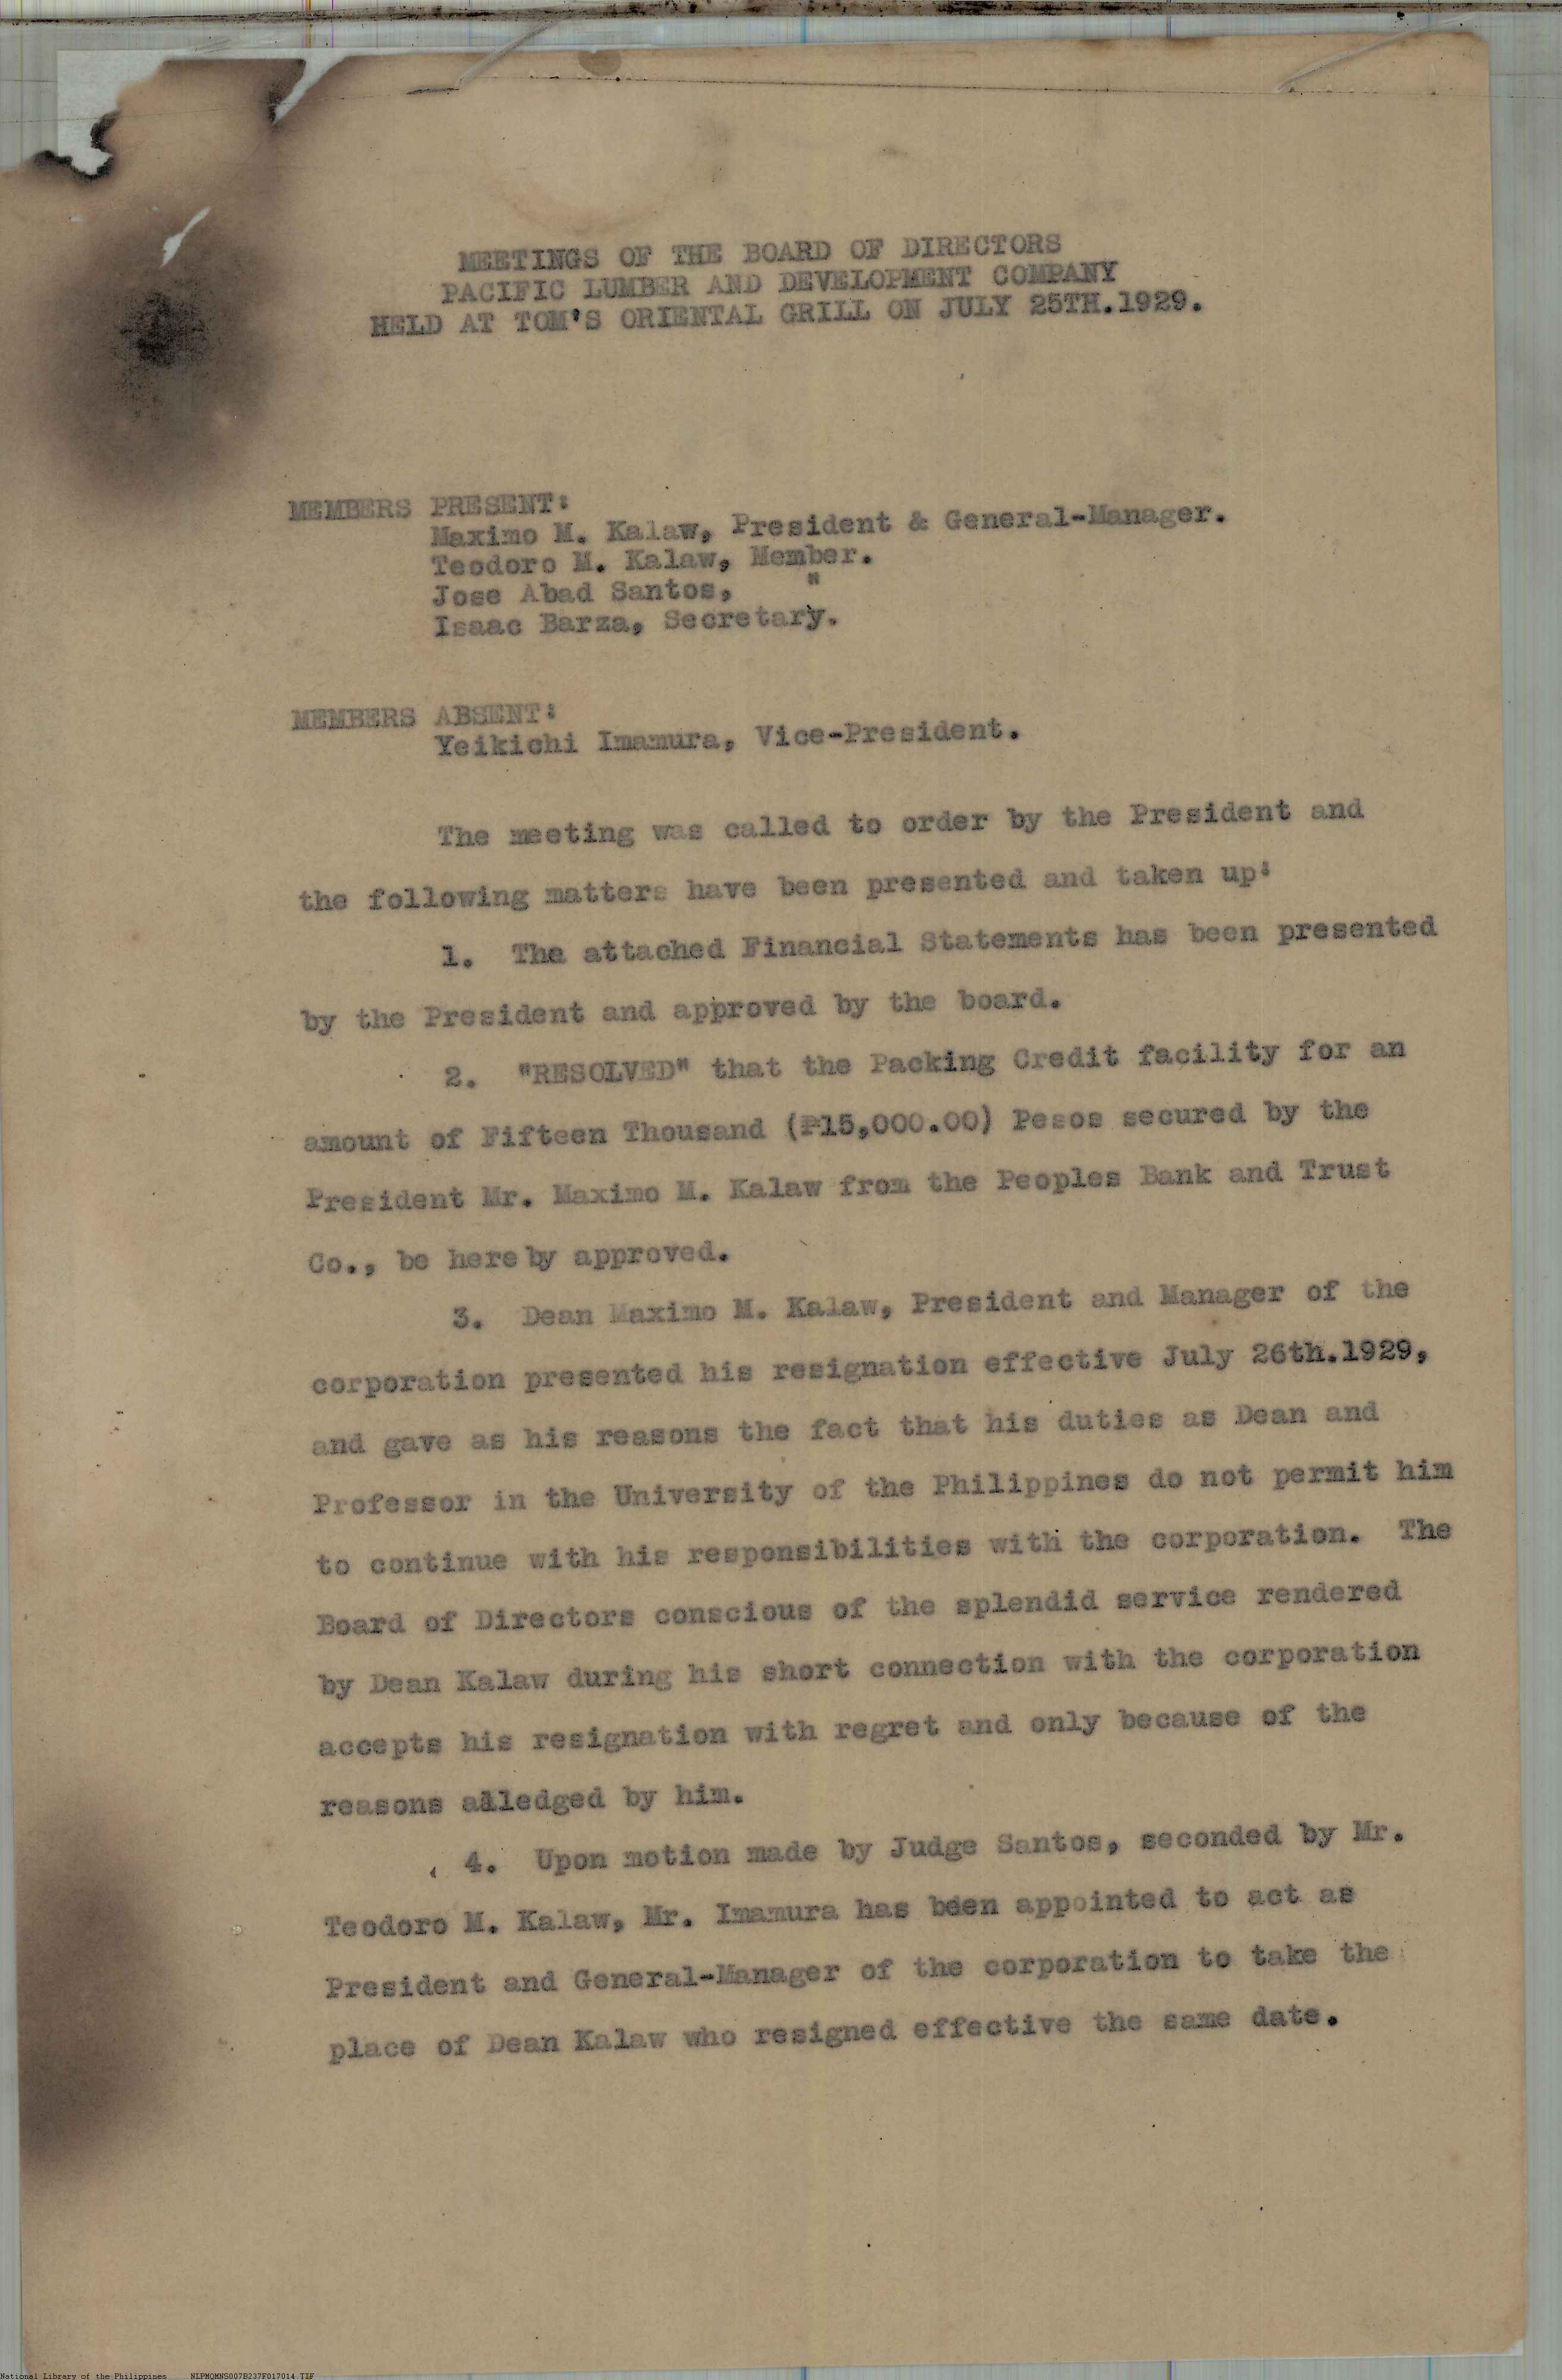 MEETINGS OF THE BOARD OF DIRECTORS
PACIFIC LUMBER AND DEVELOPMENT COMPANY
HELD AT TOM'S ORIENTAL GRILL ON JULY 25TH.1929.
MEMBERS PRESENT:
Maximo M. Kalaw, President & General-Manager.
Teodoro M. Kalaw, Member.
Jose Abad Santos, "
Isaac Barza, Secretary.
MEMBERS ABSENT:
Yeikichi Imamura, Vice-President.
The meeting was called to order by the President and
the following matters have been presented and taken up:
1. The attached Financial Statements has been presented
by the President and approved by the board.
2. "RESOLVED" that the Packing Credit facility for an
amount of Fifteen Thousand (₱15,000.00) Pesos secured by the
President Mr. Maximo M. Kalaw from the Peoples Bank and Trust
Co., be hereby approved.
3. Dean Maximo M. Kalaw, President and Manager of the
corporation presented his resignation effective July 26th.1929,
and gave as his reasons the fact that his duties as Dean and
Professor in the University of the Philippines do not permit him
to continue with his responsibilities with the corporation. The
Board of Directors conscious of the splendid service rendered
by Dean Kalaw during his short connection with the corporation
accepts his resignation with regret and only because of the
reasons alledged by him.
4. Upon motion made by Judge Santos, seconded by Mr.
Teodoro M. Kalaw, Mr. Imamura has been appointed to act as
President and General-Manager of the corporation to take the
place of Dean Kalaw who resigned effective the same date.
National Library of the Philippines NLPMQMNS007B237F017014.TIF